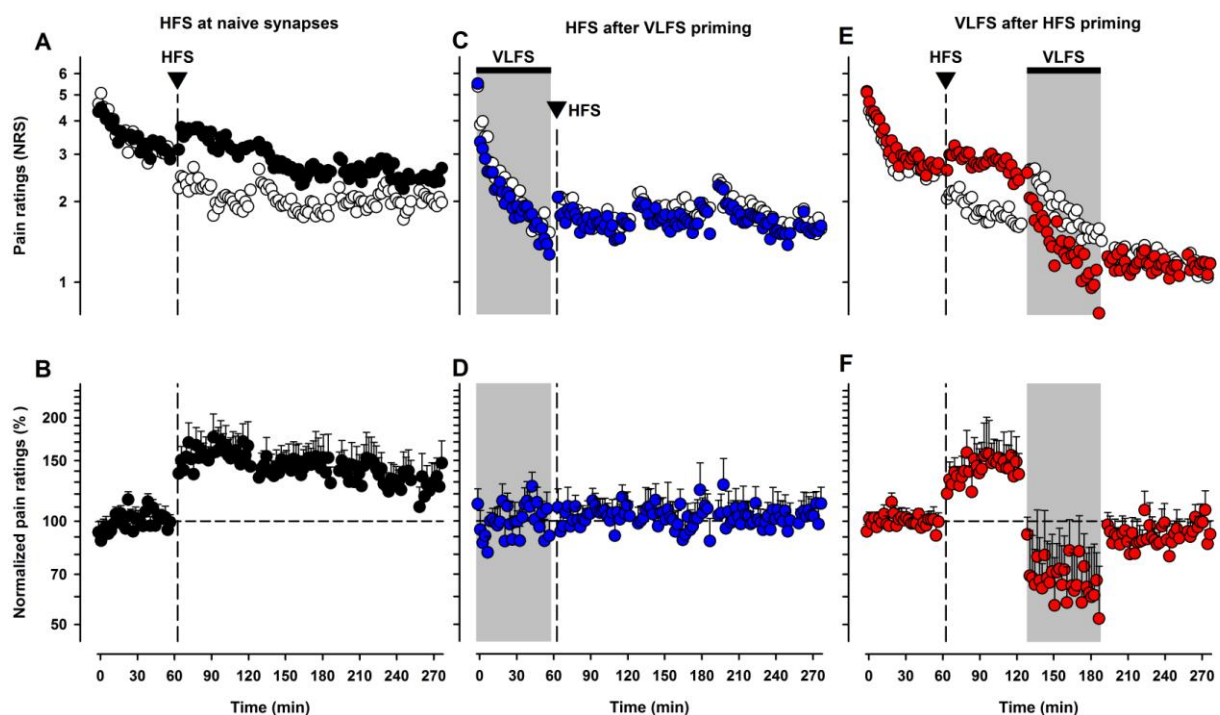 HFS at naive synapses
HFS after VLFS priming
VLFS after HFS priming
A
HFS
Pain ratings (NRS)
6
5
4
3
2
1
C
VLFS
HFS
E
HFS
VLFS
B
Normalized pain ratings (% )
200
150
100
70
50
0 30 60 90 120 150 180 210 240 270
Time (min)
D
0 30 60 90 120 150 180 210 240 270
Time (min)
F
0 30 60 90 120 150 180 210 240 270
Time (min)